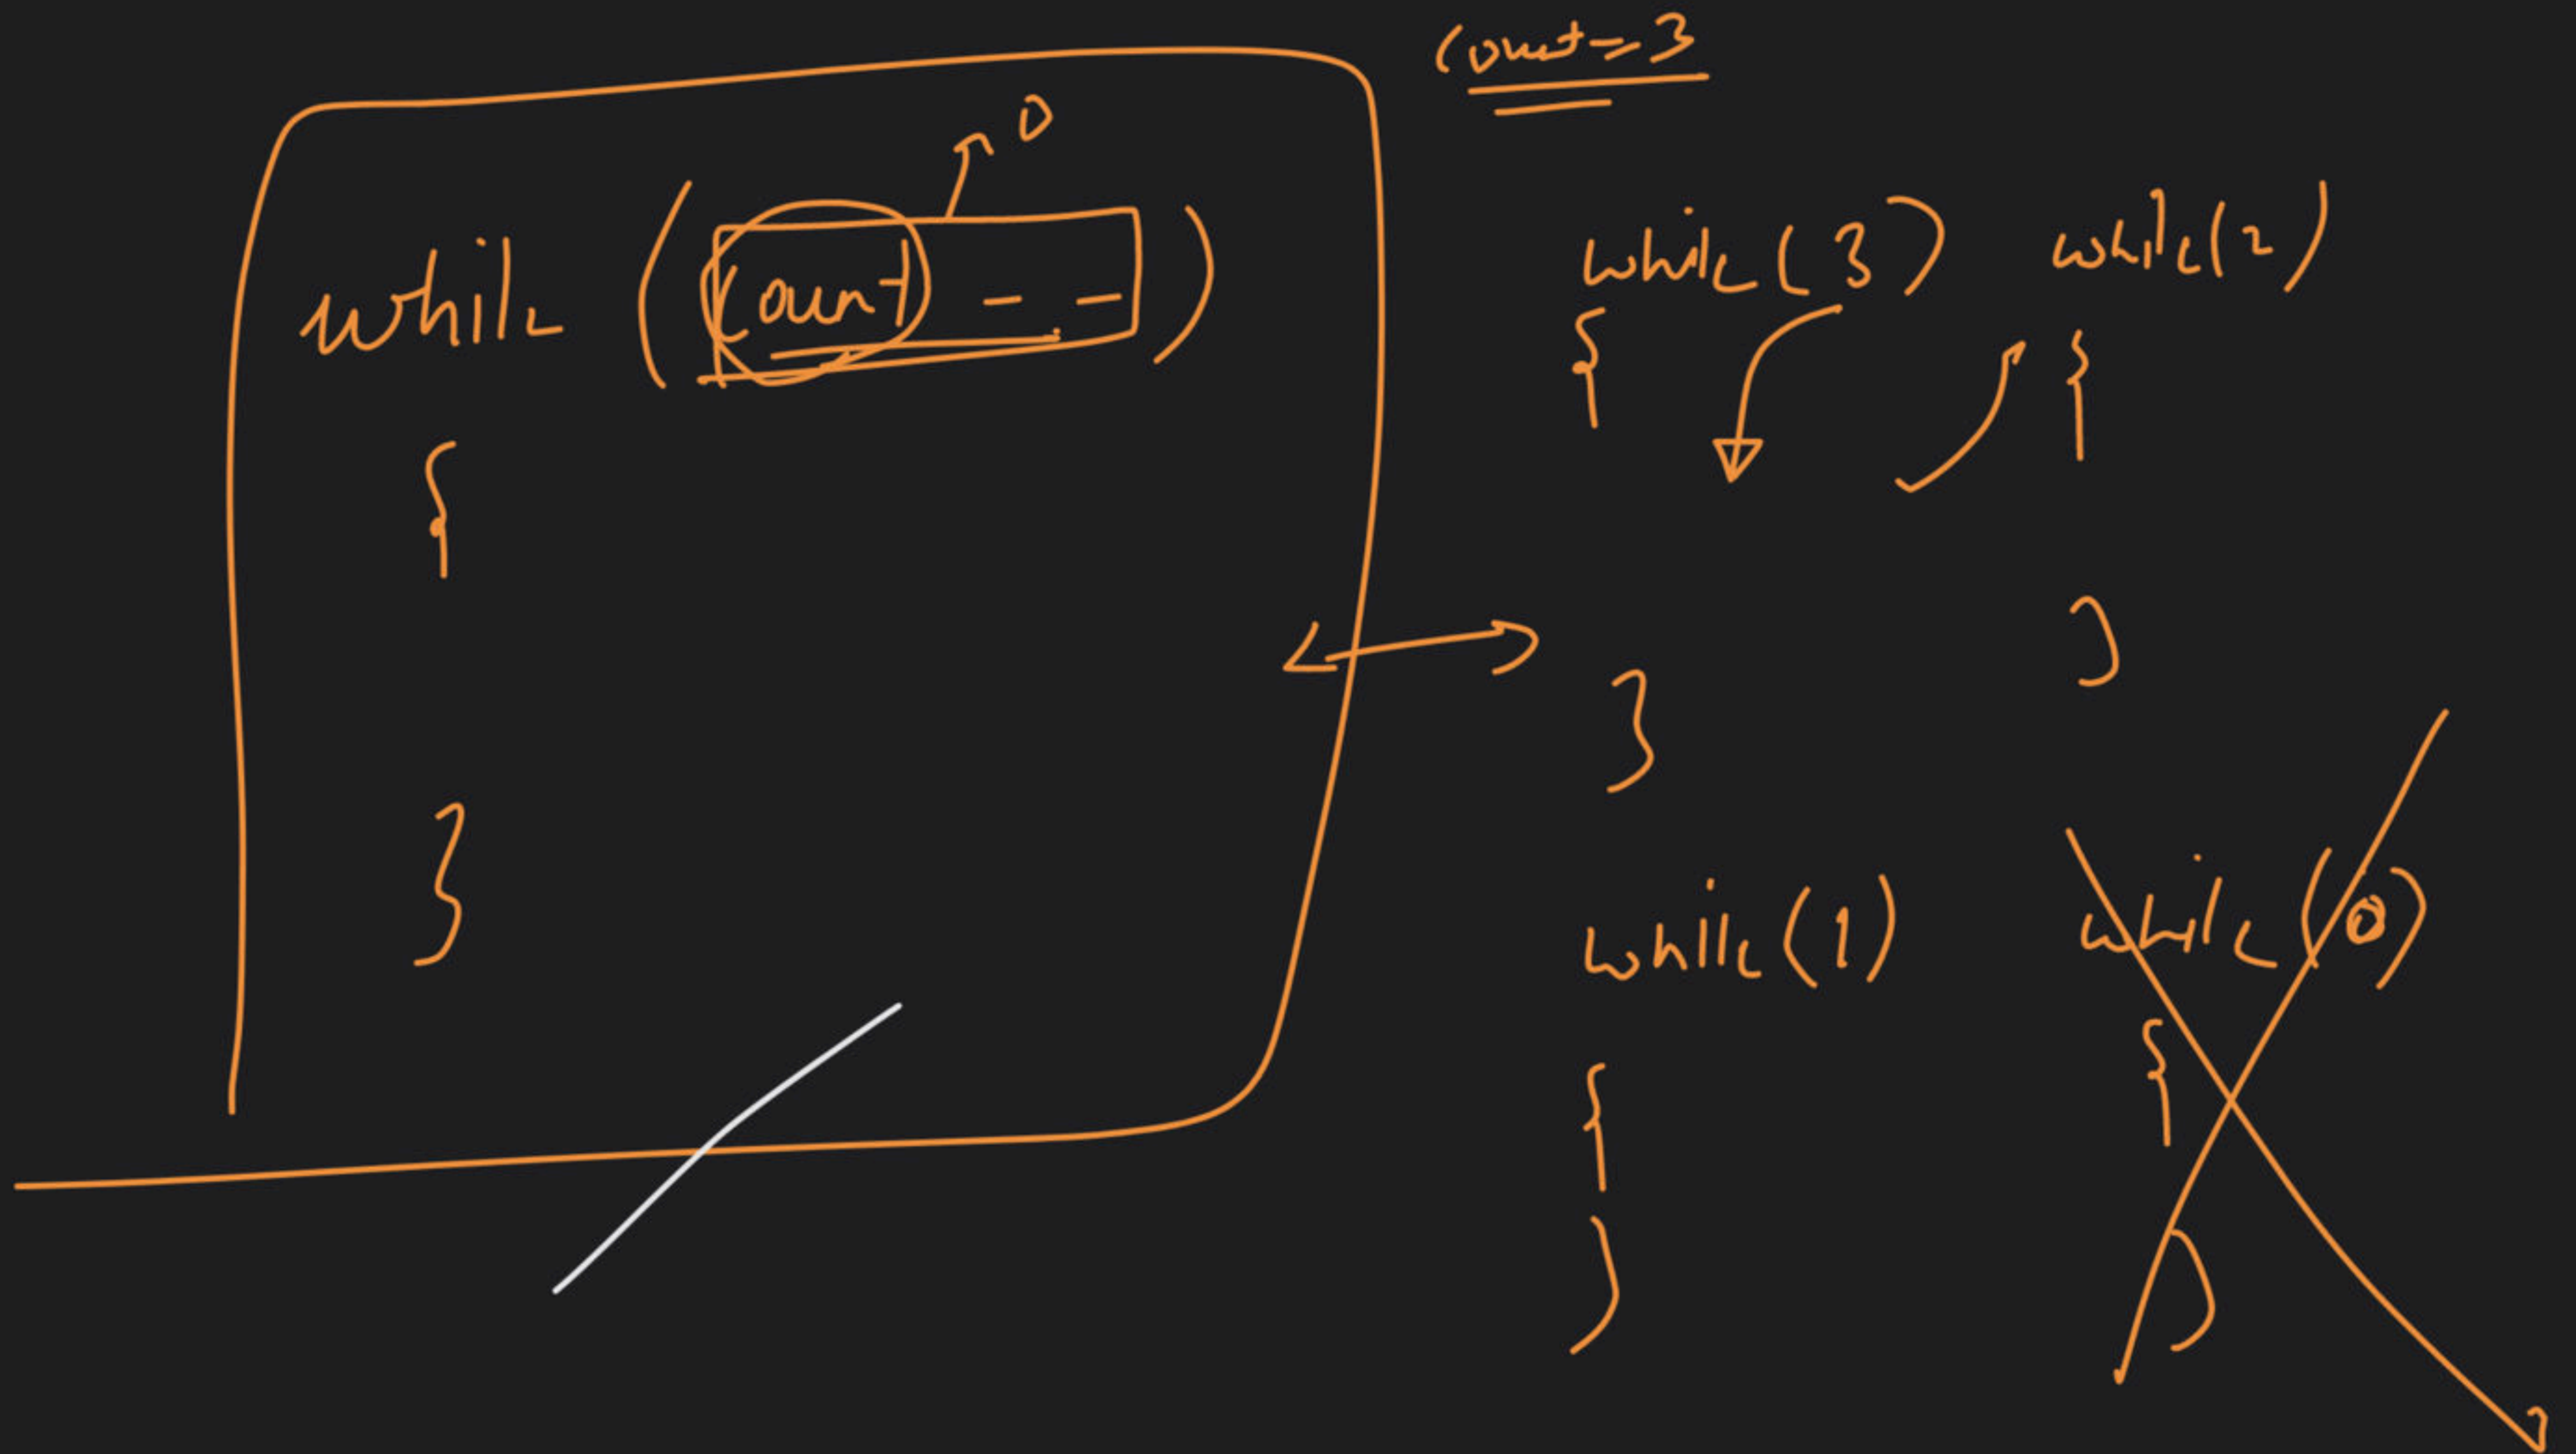 count = 3
0
while (count - -)
{
}
while(3)
{
}
while(2)
{
}
while(1)
{
}
while(0)
{
}